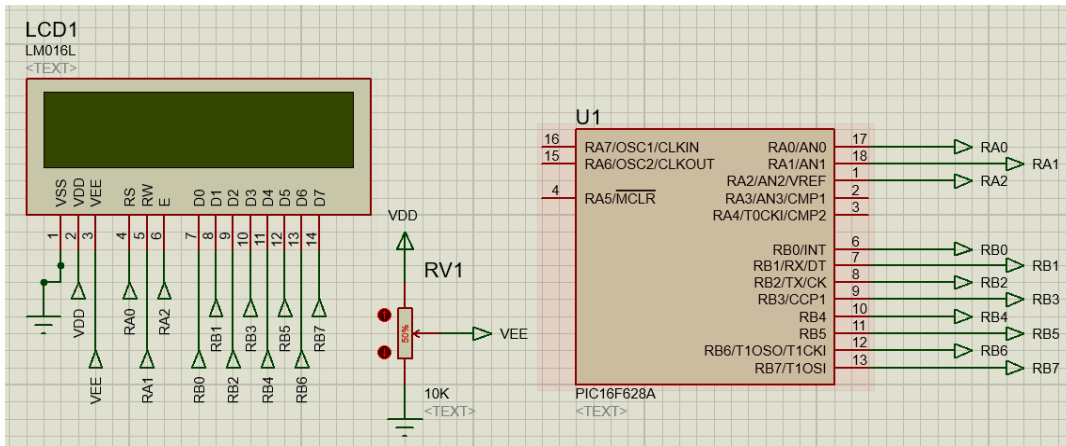 LCD1
LM016L
<TEXT>
VSS
VDD
VEE
RS
RW
E
D0
D1
D2
D3
D4
D5
D6
D7
1
2
3
4
5
6
7
8
9
10
11
12
13
14
VDD
VEE
RA0
RA1
RA2
RB0
RB1
RB2
RB3
RB4
RB5
RB6
RB7
VDD
RV1
50%
VEE
10K
<TEXT>
U1
16 RA7/OSC1/CLKIN RA0/AN0 17 RA0
15 RA6/OSC2/CLKOUT RA1/AN1 18 RA1
RA2/AN2/VREF 1 RA2
4 RA5/MCLR RA3/AN3/CMP1 2
RA4/T0CKI/CMP2 3
RB0/INT 6 RB0
RB1/RX/DT 7 RB1
RB2/TX/CK 8 RB2
RB3/CCP1 9 RB3
RB4 10 RB4
RB5 11 RB5
RB6/T1OSO/T1CKI 12 RB6
RB7/T1OSI 13 RB7
PIC16F628A
<TEXT>